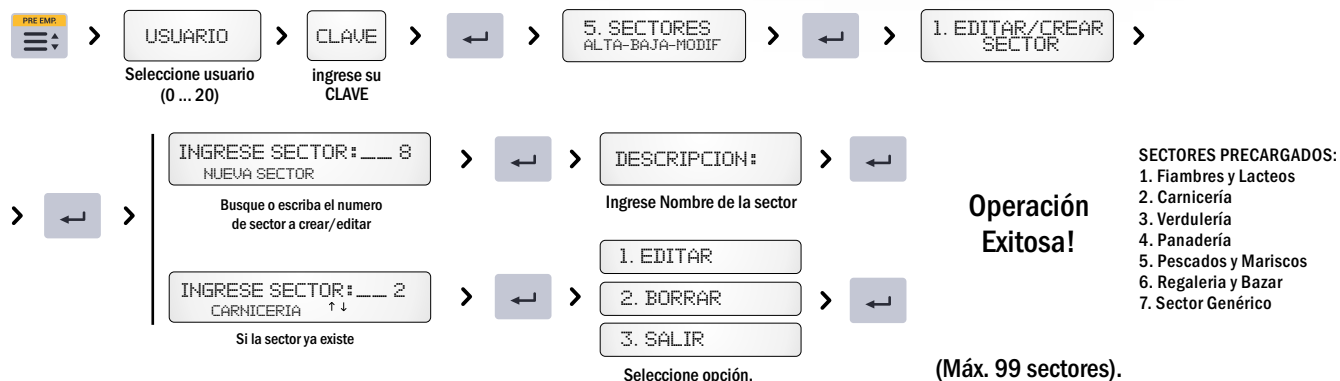 PRE EMP.
USUARIO
Seleccione usuario
(0 ... 20)
CLAVE
ingrese su
CLAVE
5. SECTORES
ALTA-BAJA-MODIF
1. EDITAR/CREAR
SECTOR
INGRESE SECTOR:__ 8
NUEVA SECTOR
Busque o escriba el numero
de sector a crear/editar
DESCRIPCION:
Ingrese Nombre de la sector
INGRESE SECTOR:__ 2
CARNICERIA ↑↓
Si la sector ya existe
1. EDITAR
2. BORRAR
3. SALIR
Seleccione opción.
Operación
Exitosa!
SECTORES PRECARGADOS:
1. Fiambres y Lacteos
2. Carnicería
3. Verdulería
4. Panadería
5. Pescados y Mariscos
6. Regaleria y Bazar
7. Sector Genérico
(Máx. 99 sectores).